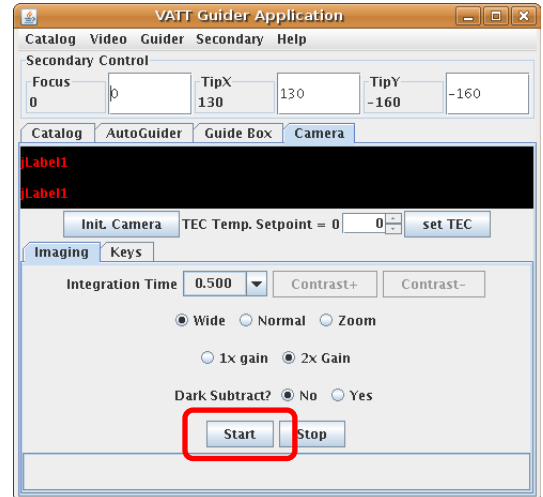 VATT Guider Application
Catalog Video Guider Secondary Help
Secondary Control
Focus TipX TipY
0 0 130 130 -160 -160
Catalog AutoGuider Guide Box Camera
jLabel1
jLabel1
Init. Camera TEC Temp. Setpoint = 0 0 set TEC
Imaging Keys
Integration Time 0.500 Contrast+ Contrast-
Wide Normal Zoom
1x gain 2x Gain
Dark Subtract? No Yes
Start Stop